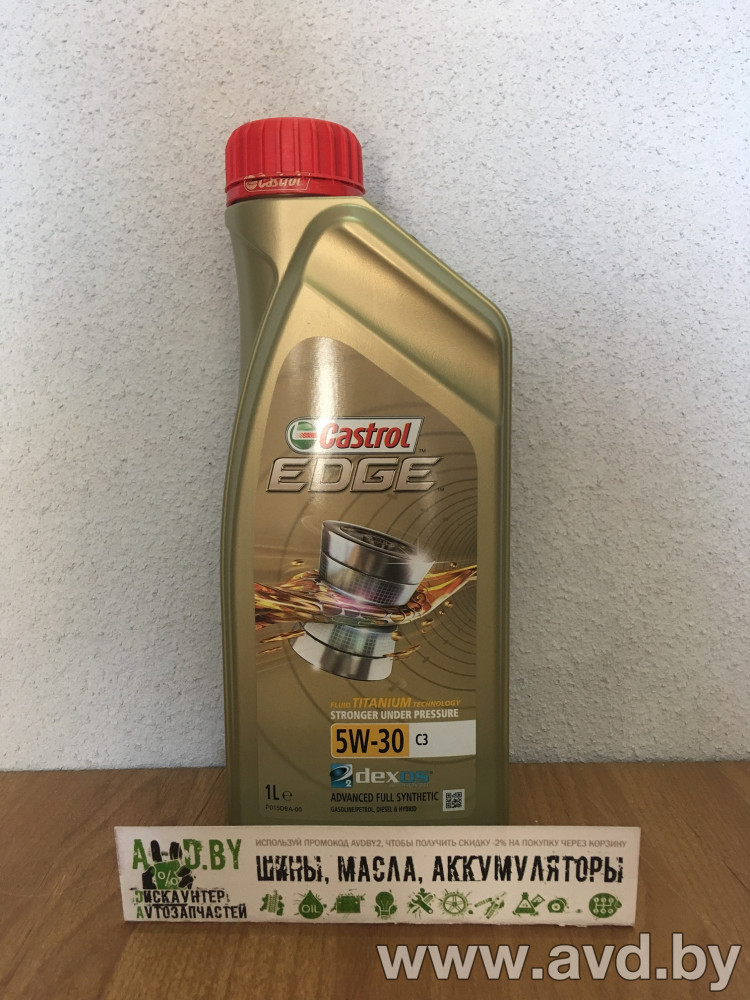 Castrol
Castrol
EDGE
FLUID TITANIUM TECHNOLOGY
STRONGER UNDER PRESSURE
5W-30 C3
dexos2
1L e
ADVANCED FULL SYNTHETIC
GASOLINE/PETROL, DIESEL & HYBRID
ИСПОЛЬЗУЙ ПРОМОКОД AVDBY2, ЧТОБЫ ПОЛУЧИТЬ СКИДКУ -2% НА ПОКУПКУ ЧЕРЕЗ КОРЗИНУ
AVD.BY
ШИНЫ, МАСЛА, АККУМУЛЯТОРЫ
%
ДИСКАУНТЕР
АВТОЗАПЧАСТЕЙ
OIL
www.avd.by